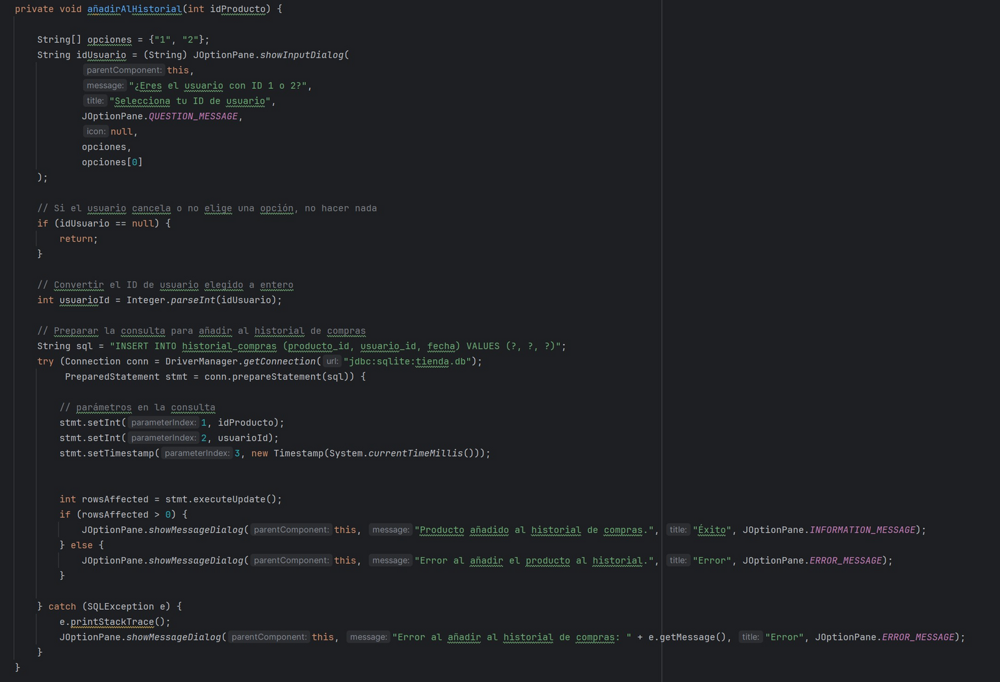 private void añadirAlHistorial(int idProducto) {
String[] opciones = {"1", "2"};
String idUsuario = (String) JOptionPane.showInputDialog(
parentComponent: this,
message: "¿Eres el usuario con ID 1 o 2?",
title: "Selecciona tu ID de usuario",
JOptionPane.QUESTION_MESSAGE,
icon: null,
opciones,
opciones[0]
);
// Si el usuario cancela o no elige una opción, no hacer nada
if (idUsuario == null) {
return;
}
// Convertir el ID de usuario elegido a entero
int usuarioId = Integer.parseInt(idUsuario);
// Preparar la consulta para añadir al historial de compras
String sql = "INSERT INTO historial_compras (producto_id, usuario_id, fecha) VALUES (?, ?, ?)";
try (Connection conn = DriverManager.getConnection( url: "jdbc:sqlite:tienda.db");
PreparedStatement stmt = conn.prepareStatement(sql)) {
// parámetros en la consulta
stmt.setInt( parameterIndex: 1, idProducto);
stmt.setInt( parameterIndex: 2, usuarioId);
stmt.setTimestamp( parameterIndex: 3, new Timestamp(System.currentTimeMillis()));
int rowsAffected = stmt.executeUpdate();
if (rowsAffected > 0) {
JOptionPane.showMessageDialog( parentComponent: this, message: "Producto añadido al historial de compras.", title: "Éxito", JOptionPane.INFORMATION_MESSAGE);
} else {
JOptionPane.showMessageDialog( parentComponent: this, message: "Error al añadir el producto al historial.", title: "Error", JOptionPane.ERROR_MESSAGE);
}
} catch (SQLException e) {
e.printStackTrace();
JOptionPane.showMessageDialog( parentComponent: this, message: "Error al añadir al historial de compras: " + e.getMessage(), title: "Error", JOptionPane.ERROR_MESSAGE);
}
}